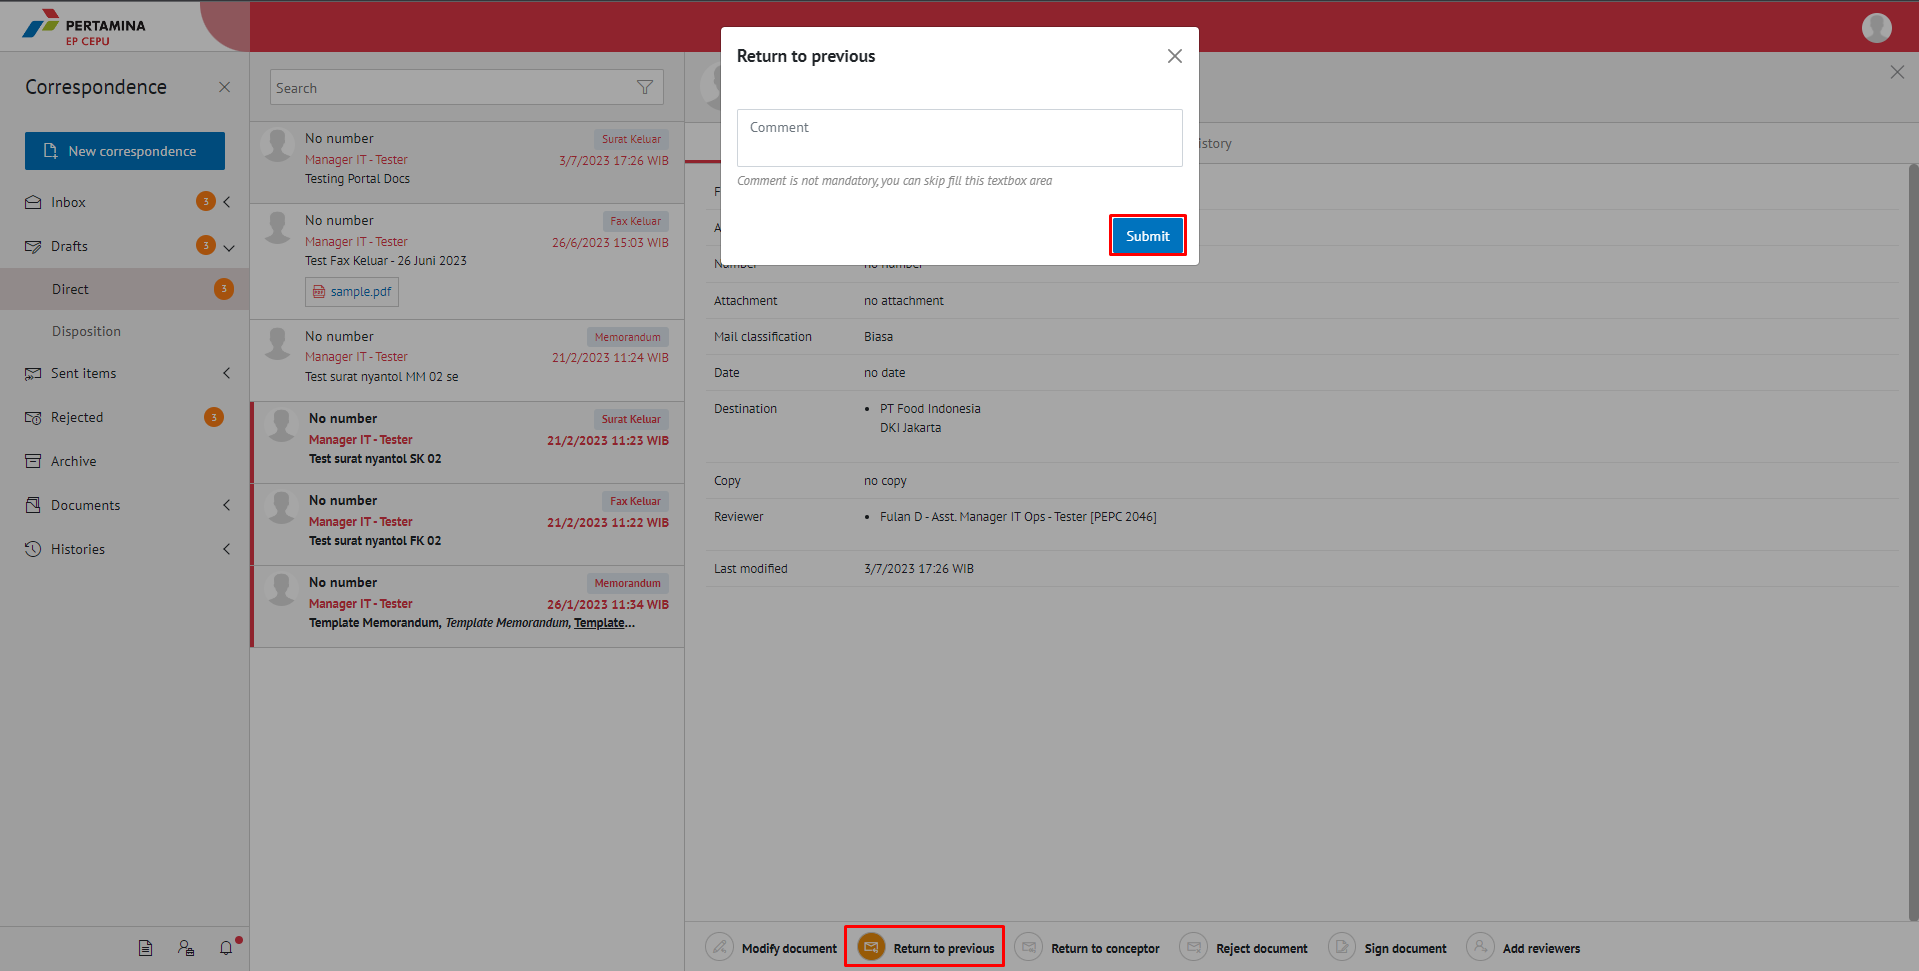 PERTAMINA
EP CEPU
Correspondence
New correspondence
Inbox 3
Drafts 3
Direct 3
Disposition
Sent items
Rejected 3
Archive
Documents
Histories
Search
No number Surat Keluar
Manager IT - Tester 3/7/2023 17:26 WIB
Testing Portal Docs
No number Fax Keluar
Manager IT - Tester 26/6/2023 15:03 WIB
Test Fax Keluar - 26 Juni 2023
sample.pdf
No number Memorandum
Manager IT - Tester 21/2/2023 11:24 WIB
Test surat nyantol MM 02 se
No number Surat Keluar
Manager IT - Tester 21/2/2023 11:23 WIB
Test surat nyantol SK 02
No number Fax Keluar
Manager IT - Tester 21/2/2023 11:22 WIB
Test surat nyantol FK 02
No number Memorandum
Manager IT - Tester 26/1/2023 11:34 WIB
Template Memorandum, Template Memorandum, Template...
Return to previous
Comment
Comment is not mandatory, you can skip fill this textbox area
Submit
istory
F
A
Number no number
Attachment no attachment
Mail classification Biasa
Date no date
Destination • PT Food Indonesia
DKI Jakarta
Copy no copy
Reviewer • Fulan D - Asst. Manager IT Ops - Tester [PEPC 2046]
Last modified 3/7/2023 17:26 WIB
Modify document Return to previous Return to conceptor Reject document Sign document Add reviewers